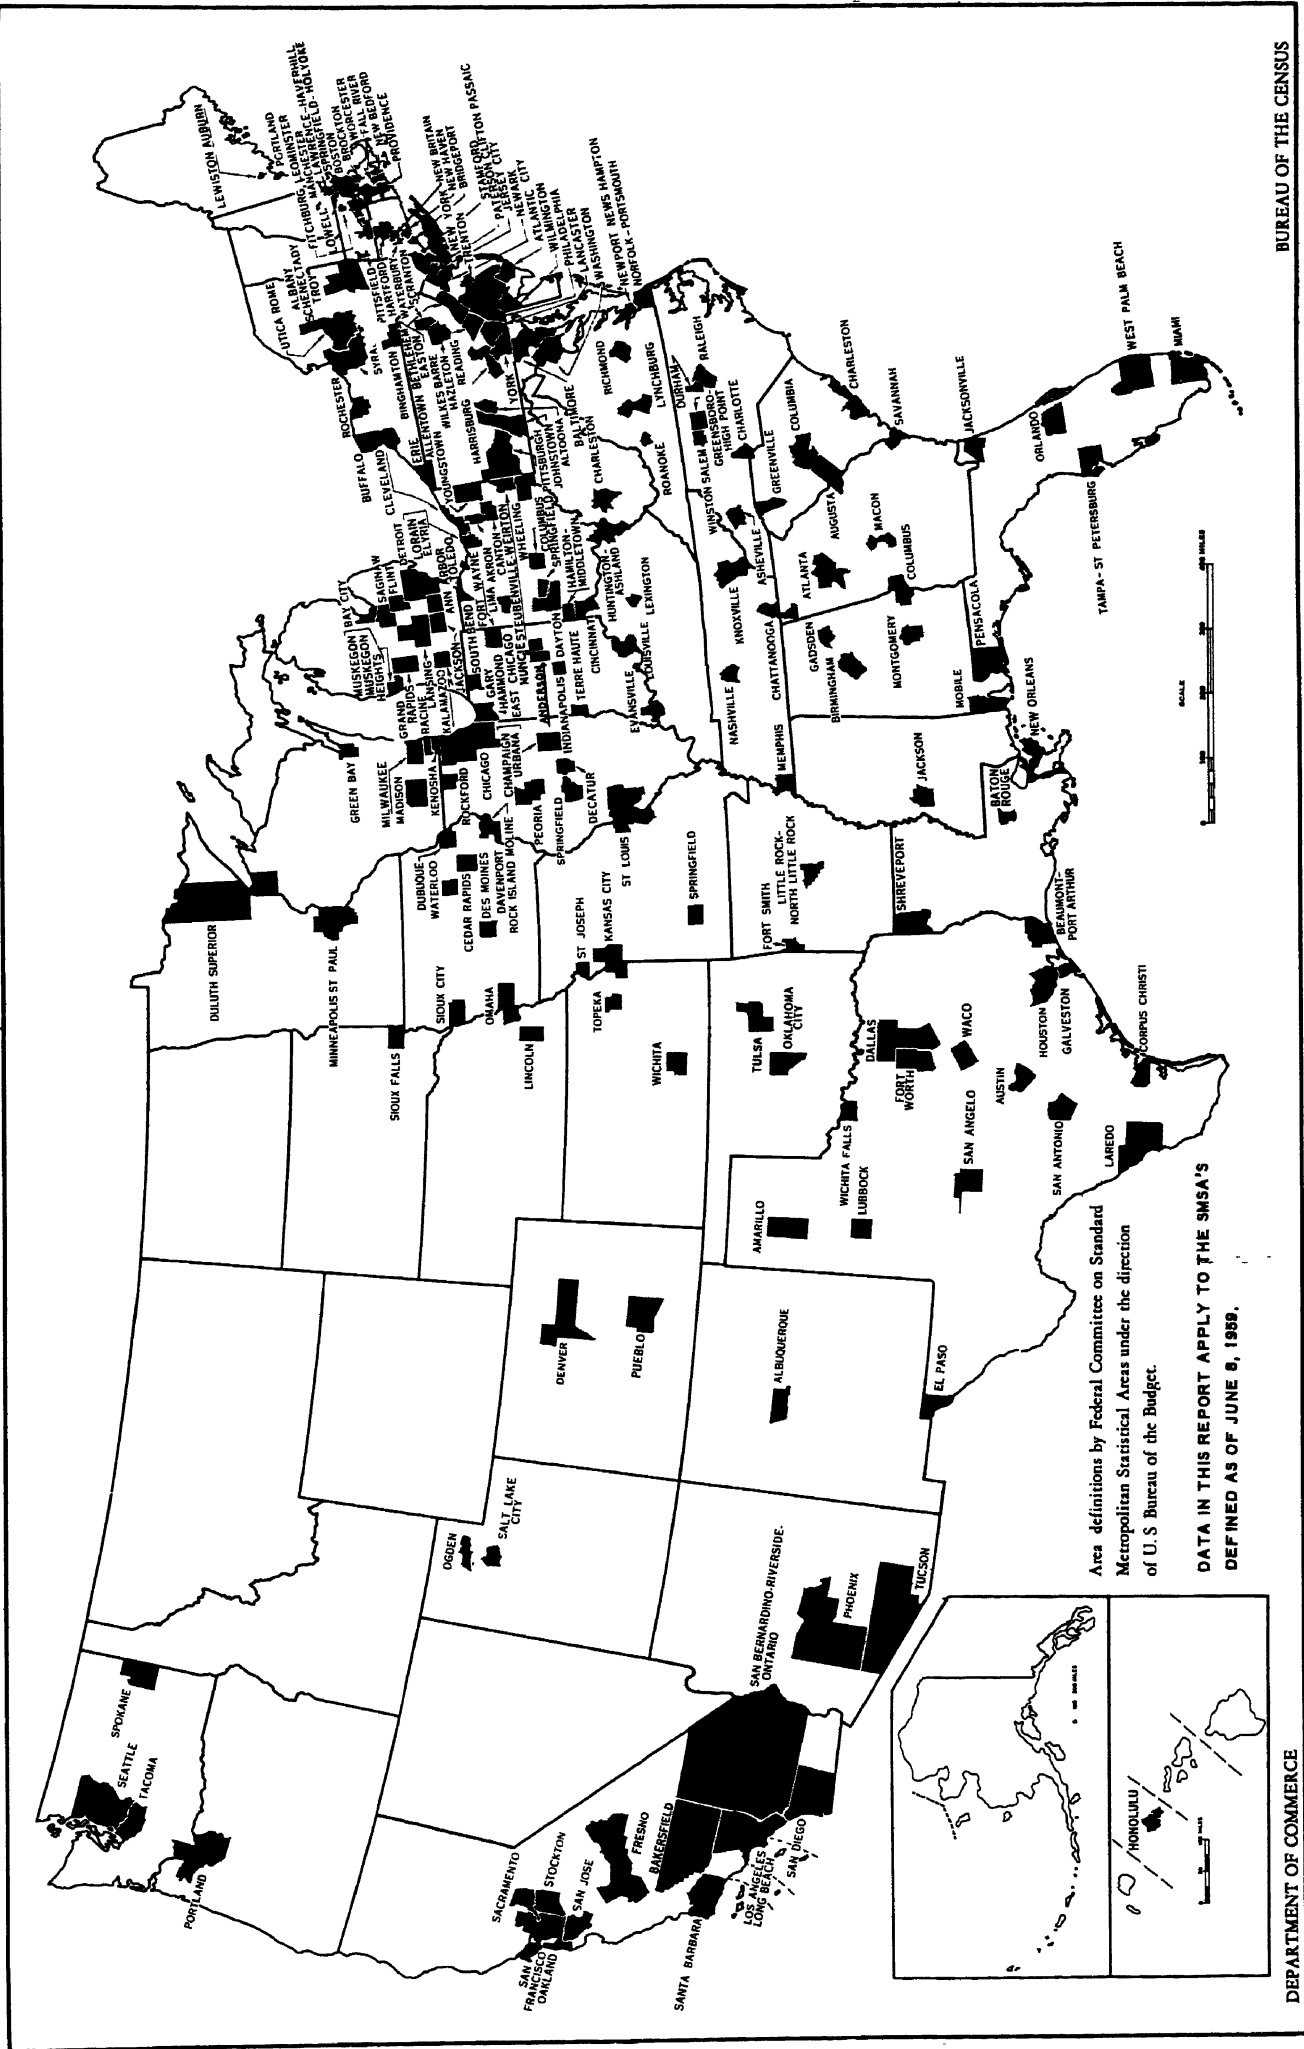 BUREAU OF THE CENSUS
LEWISTON AUBURN
PORTLAND
LOWELL
BOSTON
BROCKTON
WORCESTER
FALL RIVER
NEW BEDFORD
PROVIDENCE
UTICA ROME
ALBANY
SCHENECTADY
TROY
PITTSFIELD
HARTFORD
WATERBURY
SCRANTON
NEW BRITAIN
NEW HAVEN
BRIDGEPORT
STAMFORD
NEW YORK
TRENTON
JERSEY CITY
NEWARK
ATLANTIC CITY
WILMINGTON
PHILADELPHIA
LANCASTER
WASHINGTON
NEWPORT NEWS HAMPTON
NORFOLK-PORTSMOUTH
ROCHESTER
BINGHAMTON
BUFFALO
ERIE
ALLENTOWN BETHLEHEM
EASTON
WILKES BARRE
HAZLETON
READING
HARRISBURG
YORK
CLEVELAND
YOUNGSTOWN
PITTSBURGH
JOHNSTOWN
ALTOONA
BALTIMORE
CHARLESTON
RICHMOND
LYNCHBURG
ROANOKE
DURHAM
RALEIGH
WINSTON SALEM
GREENSBORO-
HIGH POINT
CHARLOTTE
ASHEVILLE
GREENVILLE
COLUMBIA
CHARLESTON
SAVANNAH
AUGUSTA
MACON
COLUMBUS
ATLANTA
JACKSONVILLE
ORLANDO
WEST PALM BEACH
MIAMI
TAMPA-ST PETERSBURG
BAY CITY
SAGINAW
FLINT
DETROIT
LORAIN
ELYRIA
ANN ARBOR
TOLEDO
MUSKEGON
MUSKEGON
HEIGHTS
GRAND
RAPIDS
LANSING
KALAMAZOO
JACKSON
SOUTH BEND
FORT WAYNE
LIMA
AKRON
CANTON
STEUBENVILLE-WEIRTON
WHEELING
COLUMBUS
SPRINGFIELD
HAMILTON-
MIDDLETOWN
DAYTON
CINCINNATI
HUNTINGTON-
ASHLAND
LEXINGTON
LOUISVILLE
GARY
HAMMOND
EAST CHICAGO
MUNCIE
ANDERSON
INDIANAPOLIS
TERRE HAUTE
EVANSVILLE
GREEN BAY
MILWAUKEE
MADISON
RACINE
KENOSHA
ROCKFORD
CHICAGO
CHAMPAIGN
URBANA
PEORIA
SPRINGFIELD
DECATUR
ST LOUIS
DULUTH SUPERIOR
MINNEAPOLIS ST PAUL
DUBUQUE
WATERLOO
CEDAR RAPIDS
DES MOINES
DAVENPORT
ROCK ISLAND MOLINE
SIOUX CITY
SIOUX FALLS
OMAHA
LINCOLN
ST JOSEPH
KANSAS CITY
TOPEKA
WICHITA
SPRINGFIELD
KNOXVILLE
NASHVILLE
CHATTANOOGA
MEMPHIS
GADSDEN
BIRMINGHAM
MONTGOMERY
MOBILE
PENSACOLA
JACKSON
NEW ORLEANS
BATON
ROUGE
SHREVEPORT
LITTLE ROCK-
NORTH LITTLE ROCK
FORT SMITH
TULSA
OKLAHOMA
CITY
DALLAS
FORT
WORTH
WACO
AUSTIN
HOUSTON
GALVESTON
BEAUMONT-
PORT ARTHUR
CORPUS CHRISTI
SAN ANTONIO
LAREDO
SAN ANGELO
WICHITA FALLS
LUBBOCK
AMARILLO
EL PASO
ALBUQUERQUE
DENVER
PUEBLO
OGDEN
SALT LAKE
CITY
PHOENIX
TUCSON
SAN BERNARDINO-RIVERSIDE-
ONTARIO
SPOKANE
SEATTLE
TACOMA
PORTLAND
SACRAMENTO
STOCKTON
SAN JOSE
SAN
FRANCISCO
OAKLAND
FRESNO
BAKERSFIELD
SANTA BARBARA
LOS ANGELES
LONG BEACH
SAN DIEGO
HONOLULU
SCALE
Area definitions by Federal Committee on Standard
Metropolitan Statistical Areas under the direction
of U.S Bureau of the Budget.
DATA IN THIS REPORT APPLY TO THE SMSA'S
DEFINED AS OF JUNE 8, 1959.
DEPARTMENT OF COMMERCE